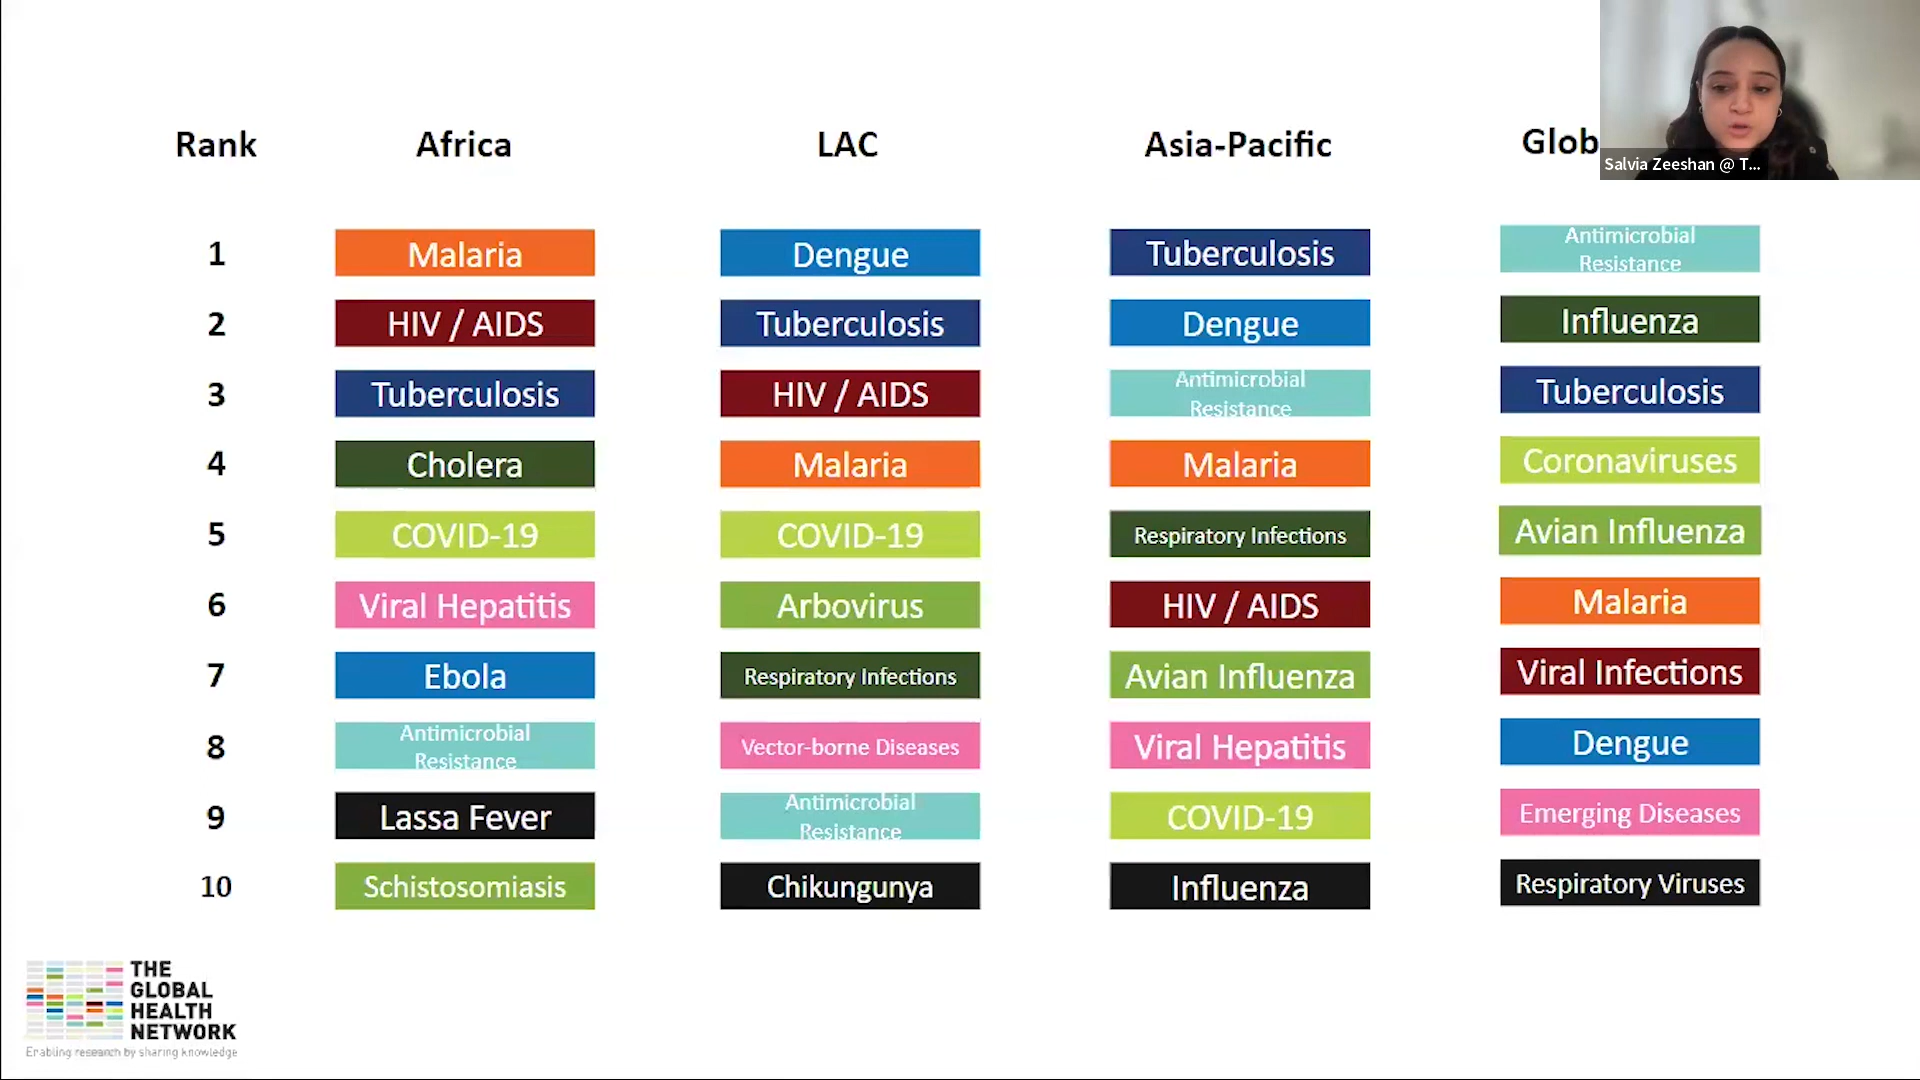 Rank Africa LAC Asia-Pacific Glob
Salvia Zeeshan @ T...
1 Malaria Dengue Tuberculosis Antimicrobial Resistance
2 HIV / AIDS Tuberculosis Dengue Influenza
3 Tuberculosis HIV / AIDS Antimicrobial Resistance Tuberculosis
4 Cholera Malaria Malaria Coronaviruses
5 COVID-19 COVID-19 Respiratory Infections Avian Influenza
6 Viral Hepatitis Arbovirus HIV / AIDS Malaria
7 Ebola Respiratory Infections Avian Influenza Viral Infections
8 Antimicrobial Resistance Vector-borne Diseases Viral Hepatitis Dengue
9 Lassa Fever Antimicrobial Resistance COVID-19 Emerging Diseases
10 Schistosomiasis Chikungunya Influenza Respiratory Viruses
THE
GLOBAL
HEALTH
NETWORK
Enabling research by sharing knowledge